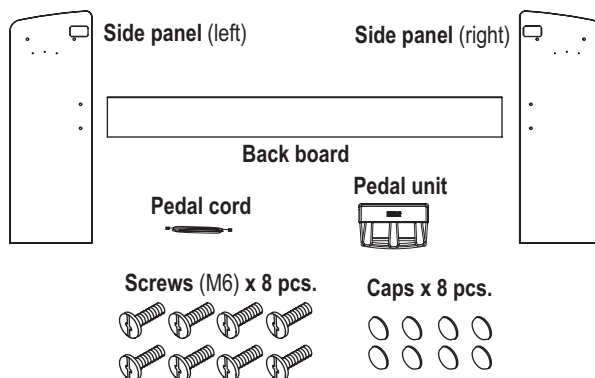 Side panel (left)
Side panel (right)
Back board
Pedal cord
Pedal unit
Screws (M6) x 8 pcs.
Caps x 8 pcs.